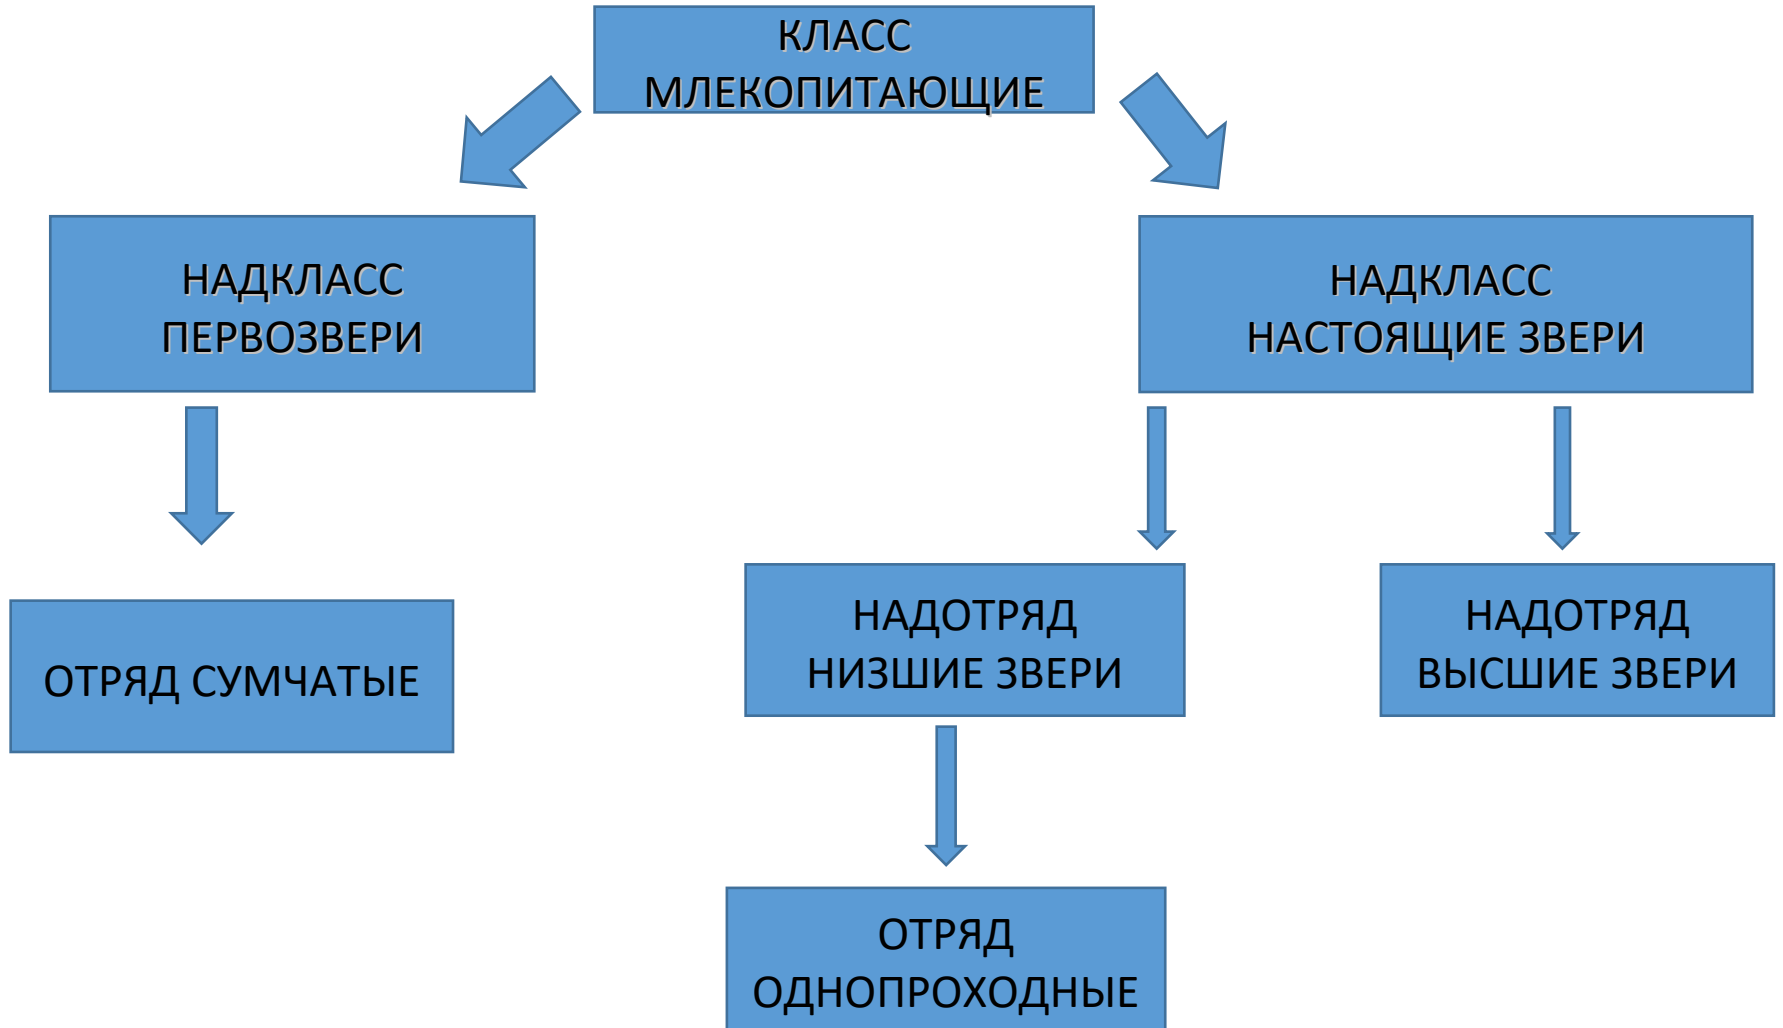 КЛАСС
МЛЕКОПИТАЮЩИЕ
НАДКЛАСС
ПЕРВОЗВЕРИ
НАДКЛАСС
НАСТОЯЩИЕ ЗВЕРИ
ОТРЯД СУМЧАТЫЕ
НАДОТРЯД
НИЗШИЕ ЗВЕРИ
НАДОТРЯД
ВЫСШИЕ ЗВЕРИ
ОТРЯД
ОДНОПРОХОДНЫЕ